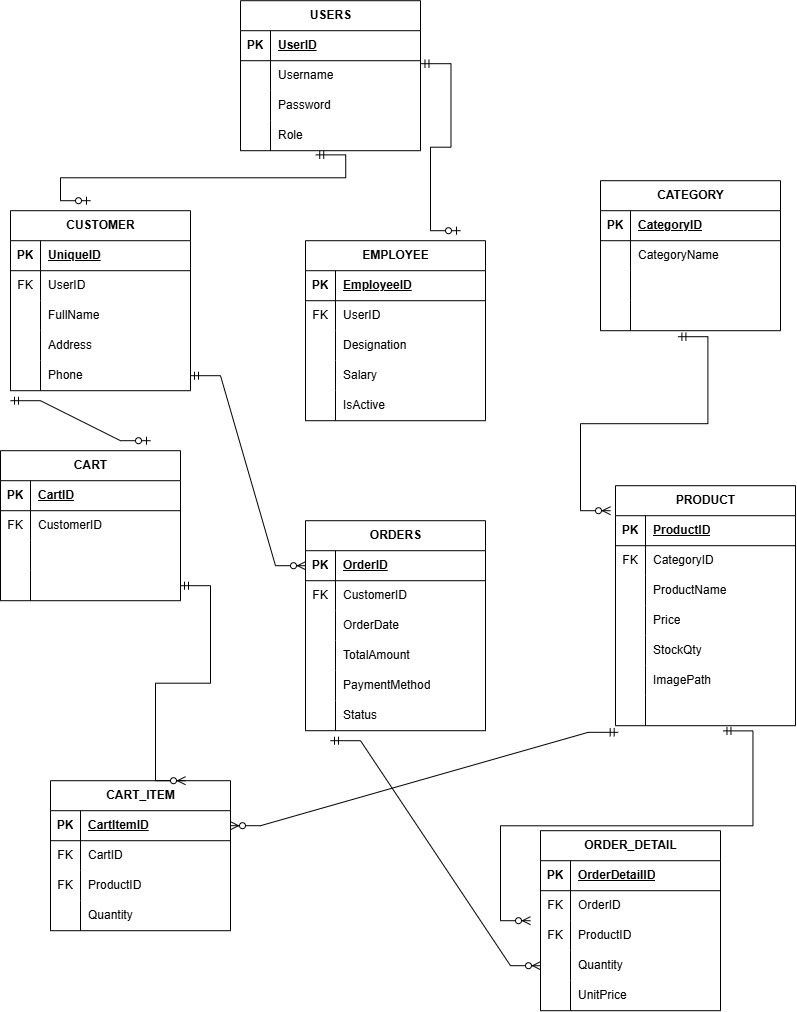 USERS
PK UserID
Username
Password
Role
CUSTOMER
PK UniqueID
FK UserID
FullName
Address
Phone
EMPLOYEE
PK EmployeeID
FK UserID
Designation
Salary
IsActive
CATEGORY
PK CategoryID
CategoryName
CART
PK CartID
FK CustomerID
ORDERS
PK OrderID
FK CustomerID
OrderDate
TotalAmount
PaymentMethod
Status
PRODUCT
PK ProductID
FK CategoryID
ProductName
Price
StockQty
ImagePath
CART_ITEM
PK CartItemID
FK CartID
FK ProductID
Quantity
ORDER_DETAIL
PK OrderDetailID
FK OrderID
FK ProductID
Quantity
UnitPrice